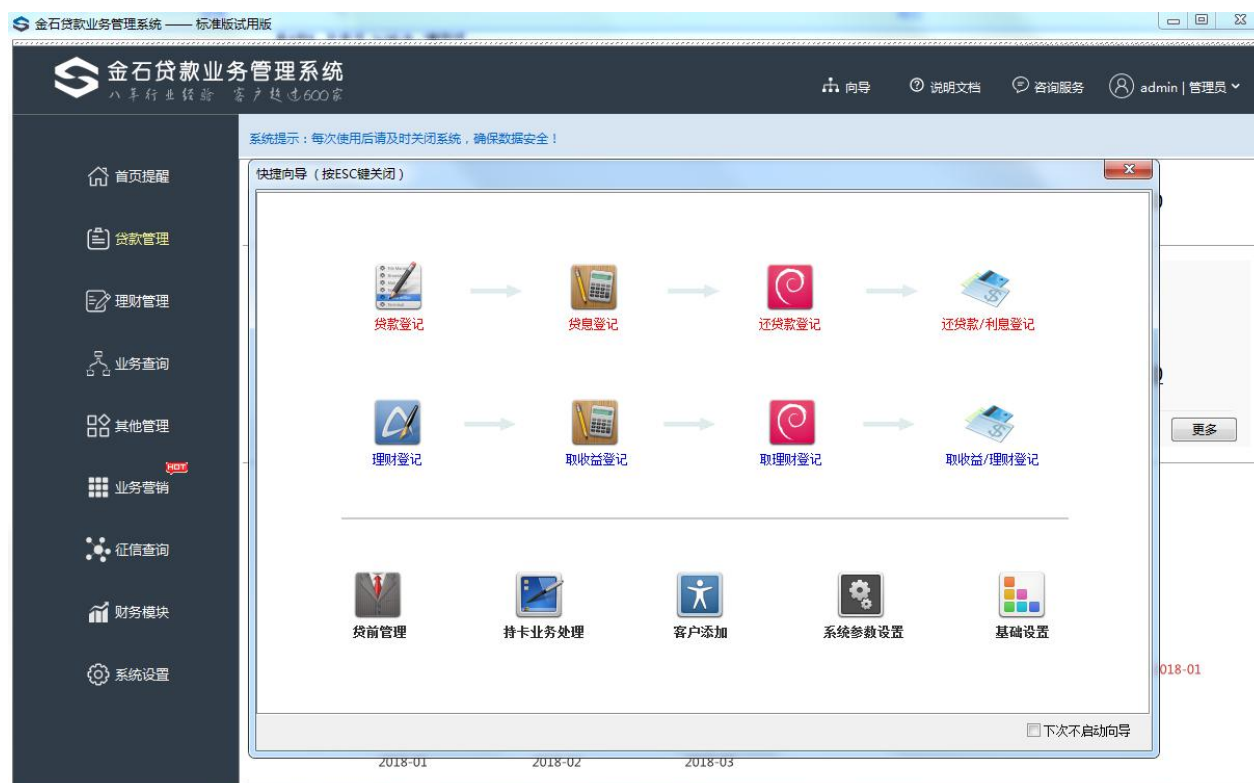 金石贷款业务管理系统 —— 标准版试用版
金石贷款业务管理系统
八年行业经验 客户超过600家
向导
说明文档
咨询服务
admin | 管理员
系统提示：每次使用后请及时关闭系统，确保数据安全！
首页提醒
贷款管理
理财管理
业务查询
其他管理
HOT
业务营销
征信查询
财务模块
系统设置
快捷向导（按ESC键关闭）
贷款登记
贷息登记
还贷款登记
还贷款/利息登记
理财登记
取收益登记
取理财登记
取收益/理财登记
贷前管理
持卡业务处理
客户添加
系统参数设置
基础设置
下次不启动向导
更多
018-01
2018-01
2018-02
2018-03